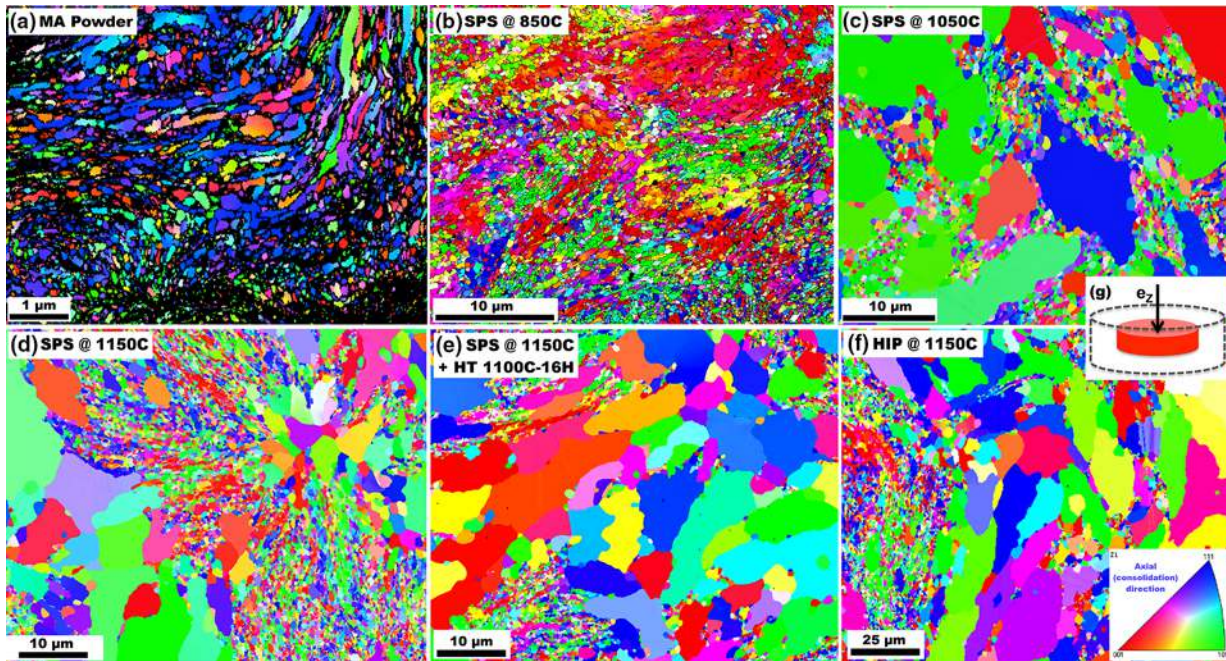 (a) MA Powder
1 µm
(b) SPS @ 850C
10 µm
(c) SPS @ 1050C
10 µm
(g)
eZ
(d) SPS @ 1150C
10 µm
(e) SPS @ 1150C
+ HT 1100C-16H
10 µm
(f) HIP @ 1150C
25 µm
111
Axial
(consolidation)
direction
001